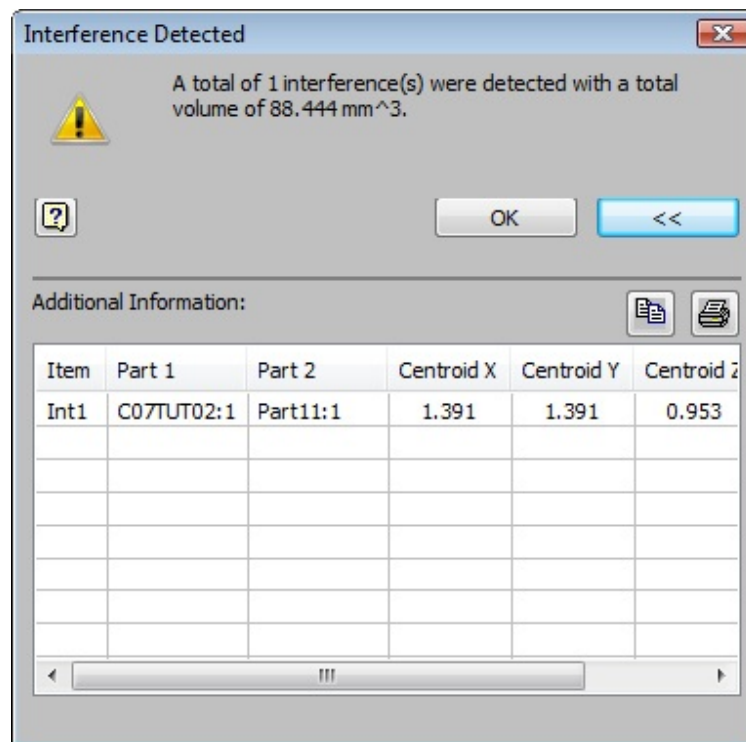 Interference Detected
A total of 1 interference(s) were detected with a total
volume of 88.444 mm^3.
OK <<
Additional Information:
Item Part 1 Part 2 Centroid X Centroid Y Centroid Z
Int1 C07TUT02:1 Part11:1 1.391 1.391 0.953